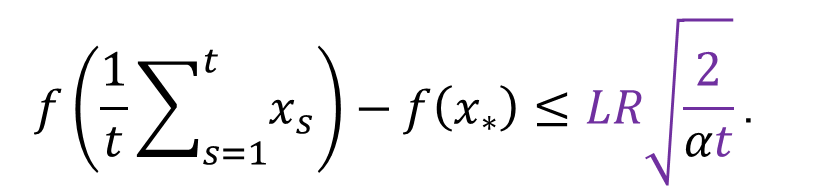 f(1/t ∑_{s=1}^{t} x_s) − f(x_*) ≤ LR√(2/αt).